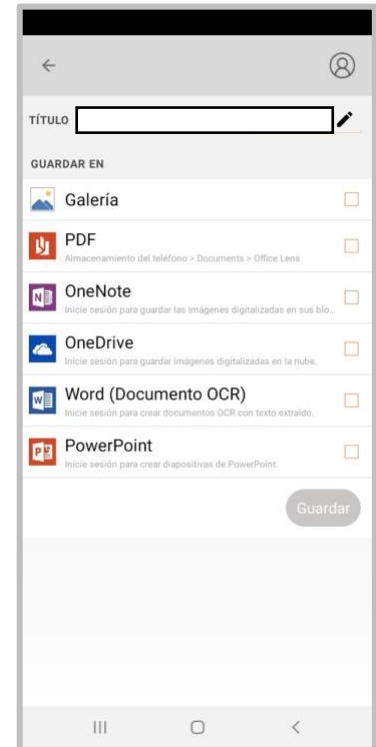 TÍTULO
GUARDAR EN
Galería
PDF
Almacenamiento del teléfono > Documents > Office Lens
OneNote
Inicie sesión para guardar las imágenes digitalizadas en sus blo...
OneDrive
Inicie sesión para guardar imágenes digitalizadas en la nube.
Word (Documento OCR)
Inicie sesión para crear documentos OCR con texto extraído.
PowerPoint
Inicie sesión para crear diapositivas de PowerPoint.
Guardar